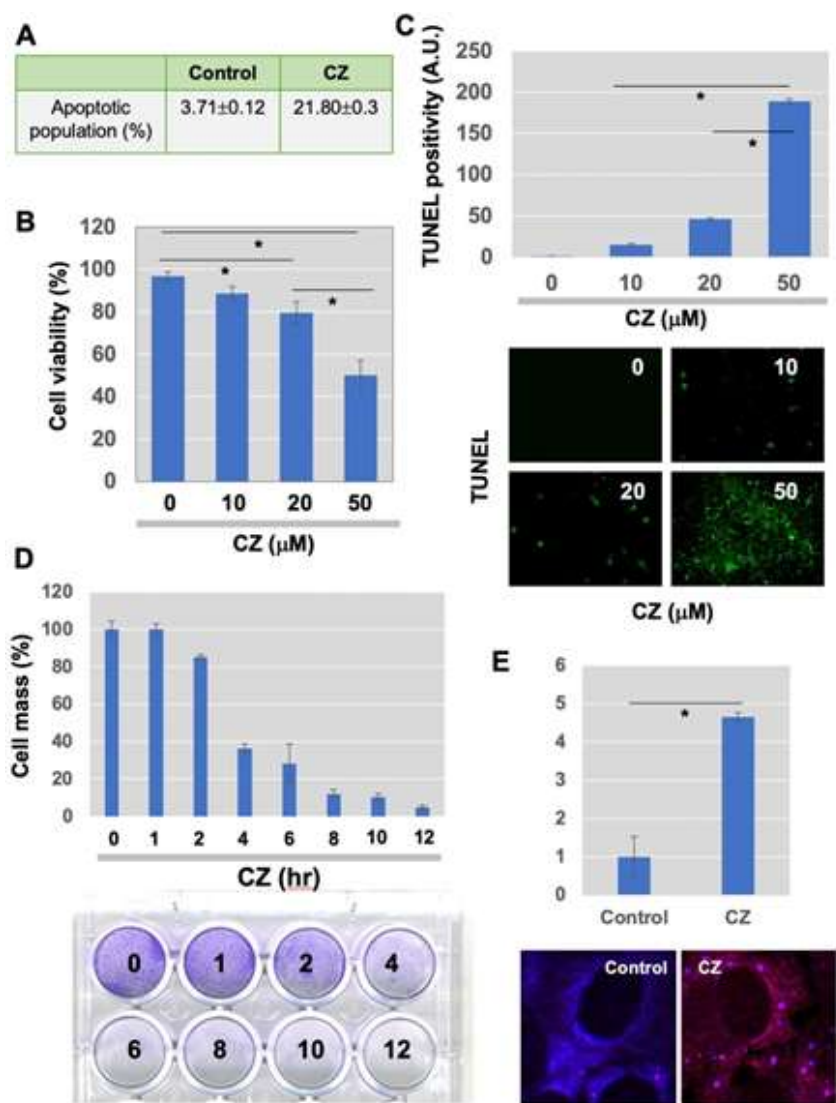 A
Control CZ
Apoptotic population (%) 3.71±0.12 21.80±0.3
B
Cell viability (%)
120
100
80
60
40
20
0
*
*
*
0 10 20 50
CZ (μM)
C
TUNEL positivity (A.U.)
250
200
150
100
50
0
*
*
0 10 20 50
CZ (μM)
TUNEL
0 10
20 50
CZ (μM)
D
Cell mass (%)
120
100
80
60
40
20
0
0 1 2 4 6 8 10 12
CZ (hr)
0 1 2 4
6 8 10 12
E
6
5
4
3
2
1
0
*
Control CZ
Control CZ